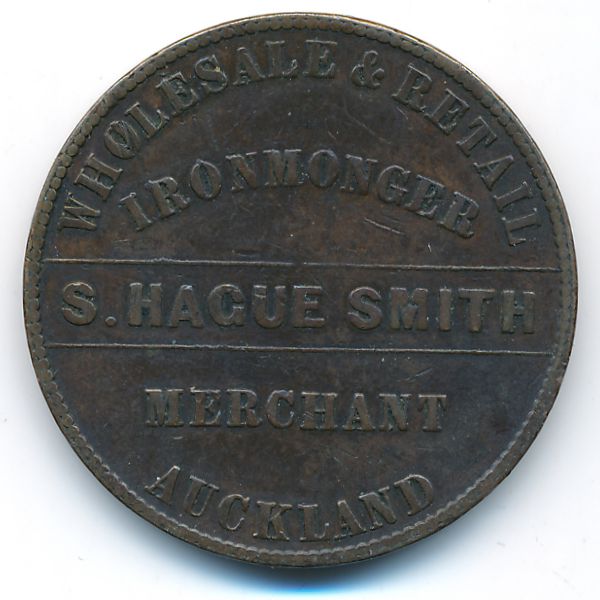 WHOLESALE & RETAIL
IRONMONGER
S. HAGUE SMITH
MERCHANT
AUCKLAND